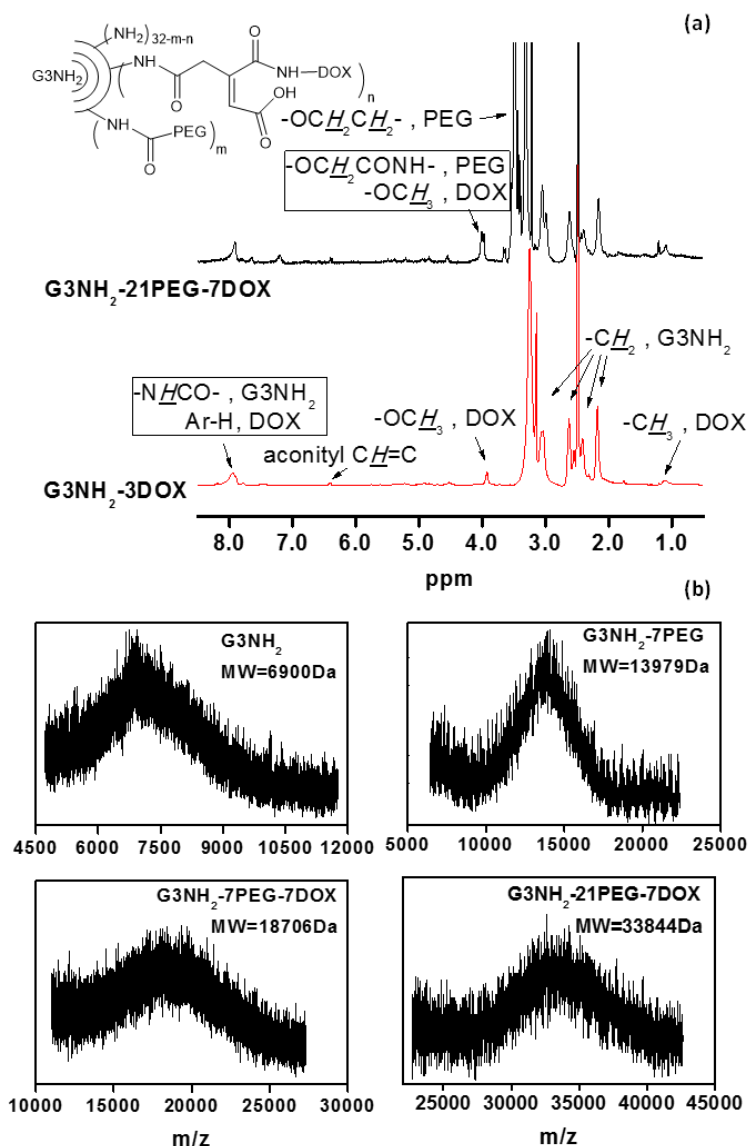 (a)
(NH₂)32-m-n
NH
O
O
NH—DOX
n
OH
O
G3NH₂
NH
PEG
m
O
-OCH₂CH₂- , PEG
-OCH₂CONH- , PEG
-OCH₃ , DOX
G3NH₂-21PEG-7DOX
-CH₂ , G3NH₂
-NHCO- , G3NH₂
Ar-H, DOX
-OCH₃ , DOX
-CH₃ , DOX
aconityl CH=C
G3NH₂-3DOX
8.0 7.0 6.0 5.0 4.0 3.0 2.0 1.0
ppm
(b)
G3NH₂
MW=6900Da
4500 6000 7500 9000 10500 12000
G3NH₂-7PEG
MW=13979Da
5000 10000 15000 20000 25000
G3NH₂-7PEG-7DOX
MW=18706Da
10000 15000 20000 25000 30000
m/z
G3NH₂-21PEG-7DOX
MW=33844Da
25000 30000 35000 40000 45000
m/z